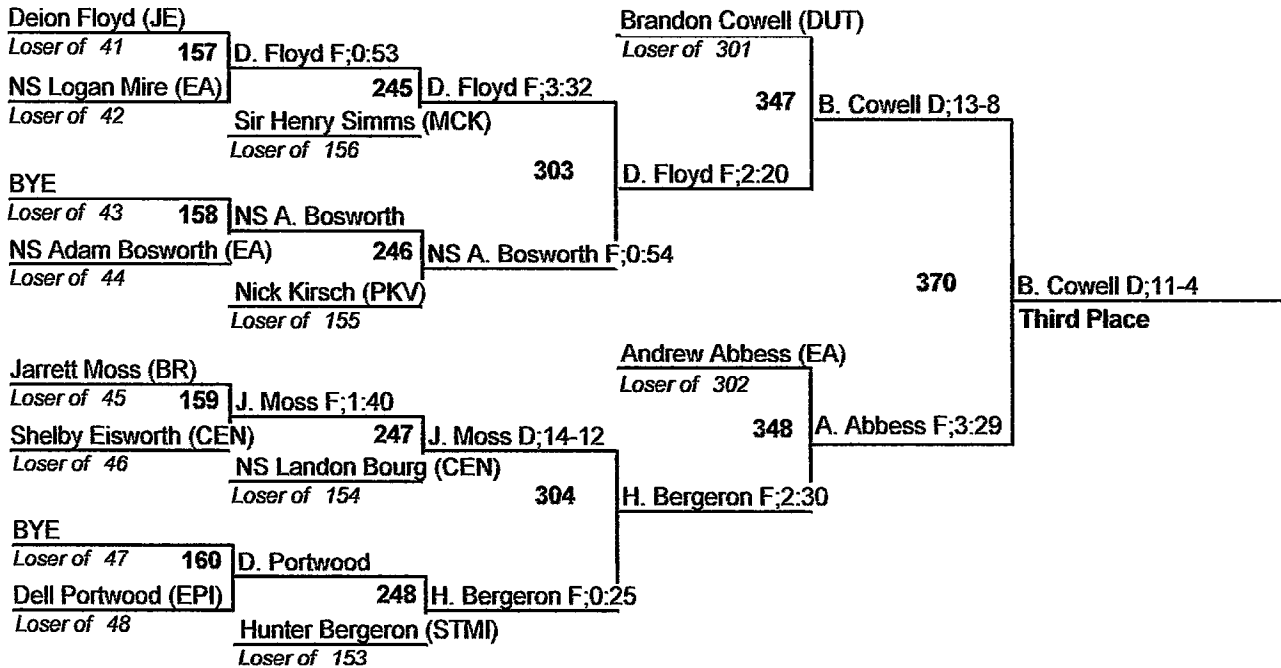 Deion Floyd (JE)
Loser of 41
157
D. Floyd F;0:53
NS Logan Mire (EA)
Loser of 42
245
D. Floyd F;3:32
Sir Henry Simms (MCK)
Loser of 156
303
D. Floyd F;2:20
BYE
Loser of 43
158
NS A. Bosworth
NS Adam Bosworth (EA)
Loser of 44
246
NS A. Bosworth F;0:54
Nick Kirsch (PKV)
Loser of 155
Brandon Cowell (DUT)
Loser of 301
347
B. Cowell D;13-8
370
B. Cowell D;11-4
Third Place
Jarrett Moss (BR)
Loser of 45
159
J. Moss F;1:40
Shelby Eisworth (CEN)
Loser of 46
247
J. Moss D;14-12
NS Landon Bourg (CEN)
Loser of 154
304
H. Bergeron F;2:30
BYE
Loser of 47
160
D. Portwood
Dell Portwood (EPI)
Loser of 48
248
H. Bergeron F;0:25
Hunter Bergeron (STMI)
Loser of 153
Andrew Abbess (EA)
Loser of 302
348
A. Abbess F;3:29